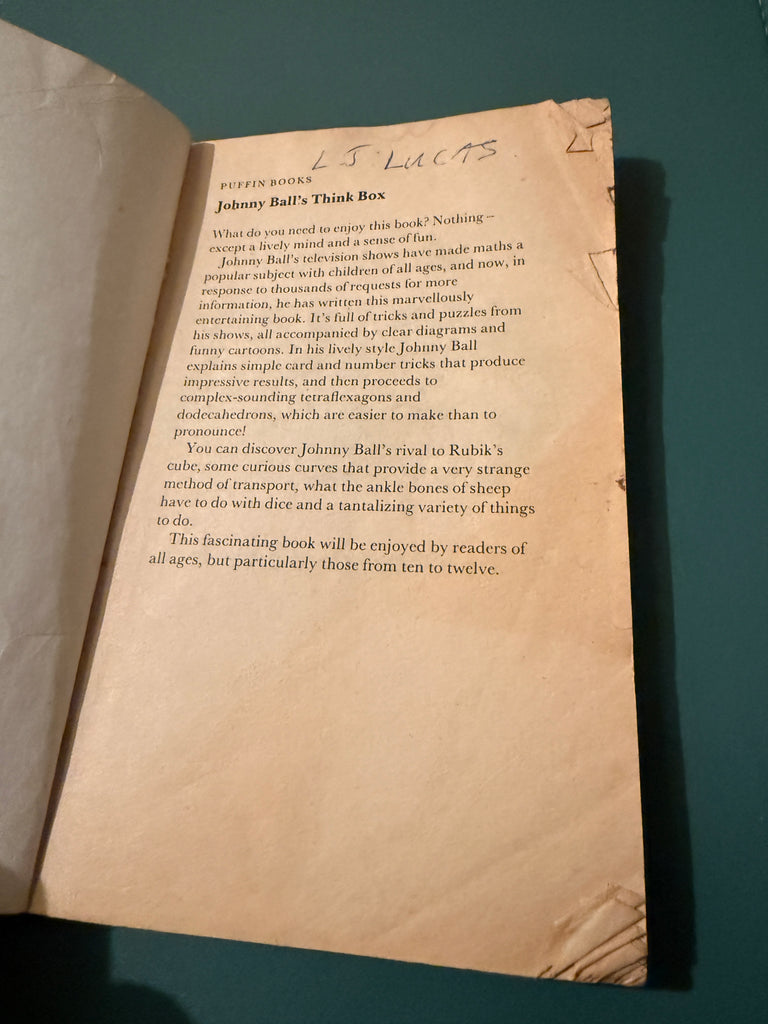 L J LUCAS
PUFFIN BOOKS
Johnny Ball's Think Box
What do you need to enjoy this book? Nothing –
except a lively mind and a sense of fun.
Johnny Ball's television shows have made maths a
popular subject with children of all ages, and now, in
response to thousands of requests for more
information, he has written this marvellously
entertaining book. It's full of tricks and puzzles from
his shows, all accompanied by clear diagrams and
funny cartoons. In his lively style Johnny Ball
explains simple card and number tricks that produce
impressive results, and then proceeds to
complex-sounding tetraflexagons and
dodecahedrons, which are easier to make than to
pronounce!
You can discover Johnny Ball's rival to Rubik's
cube, some curious curves that provide a very strange
method of transport, what the ankle bones of sheep
have to do with dice and a tantalizing variety of things
to do.
This fascinating book will be enjoyed by readers of
all ages, but particularly those from ten to twelve.